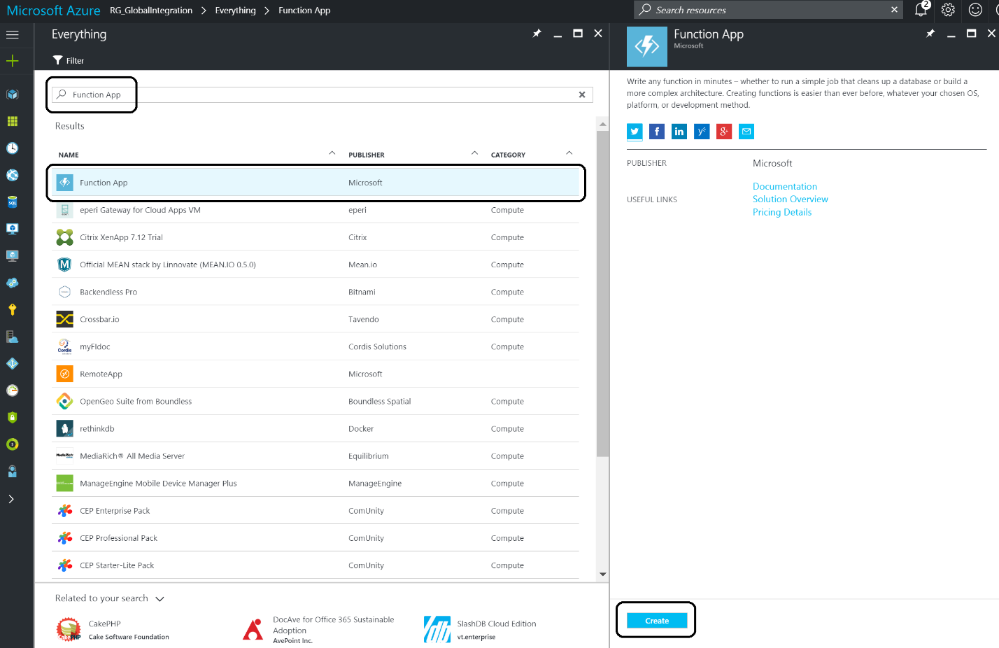 Microsoft Azure RG_GlobalIntegration > Everything > Function App
Search resources
2
Everything
Filter
Function App
Results
NAME PUBLISHER CATEGORY
Function App Microsoft
eperi Gateway for Cloud Apps VM eperi Compute
Citrix XenApp 7.12 Trial Citrix Compute
Official MEAN stack by Linnovate (MEAN.IO 0.5.0) Mean.io Compute
Backendless Pro Bitnami Compute
Crossbar.io Tavendo Compute
myFIdoc Cordis Solutions Compute
RemoteApp Microsoft
OpenGeo Suite from Boundless Boundless Spatial Compute
rethinkdb Docker Compute
MediaRich® All Media Server Equilibrium Compute
ManageEngine Mobile Device Manager Plus ManageEngine Compute
CEP Enterprise Pack ComUnity Compute
CEP Professional Pack ComUnity Compute
CEP Starter-Lite Pack ComUnity Compute
Related to your search
CakePHP
Cake Software Foundation
DocAve for Office 365 Sustainable
Adoption
AvePoint Inc.
SlashDB Cloud Edition
vt.enterprise
Function App
Microsoft
Write any function in minutes – whether to run a simple job that cleans up a database or build a
more complex architecture. Creating functions is easier than ever before, whatever your chosen OS,
platform, or development method.
PUBLISHER Microsoft
USEFUL LINKS
Documentation
Solution Overview
Pricing Details
Create